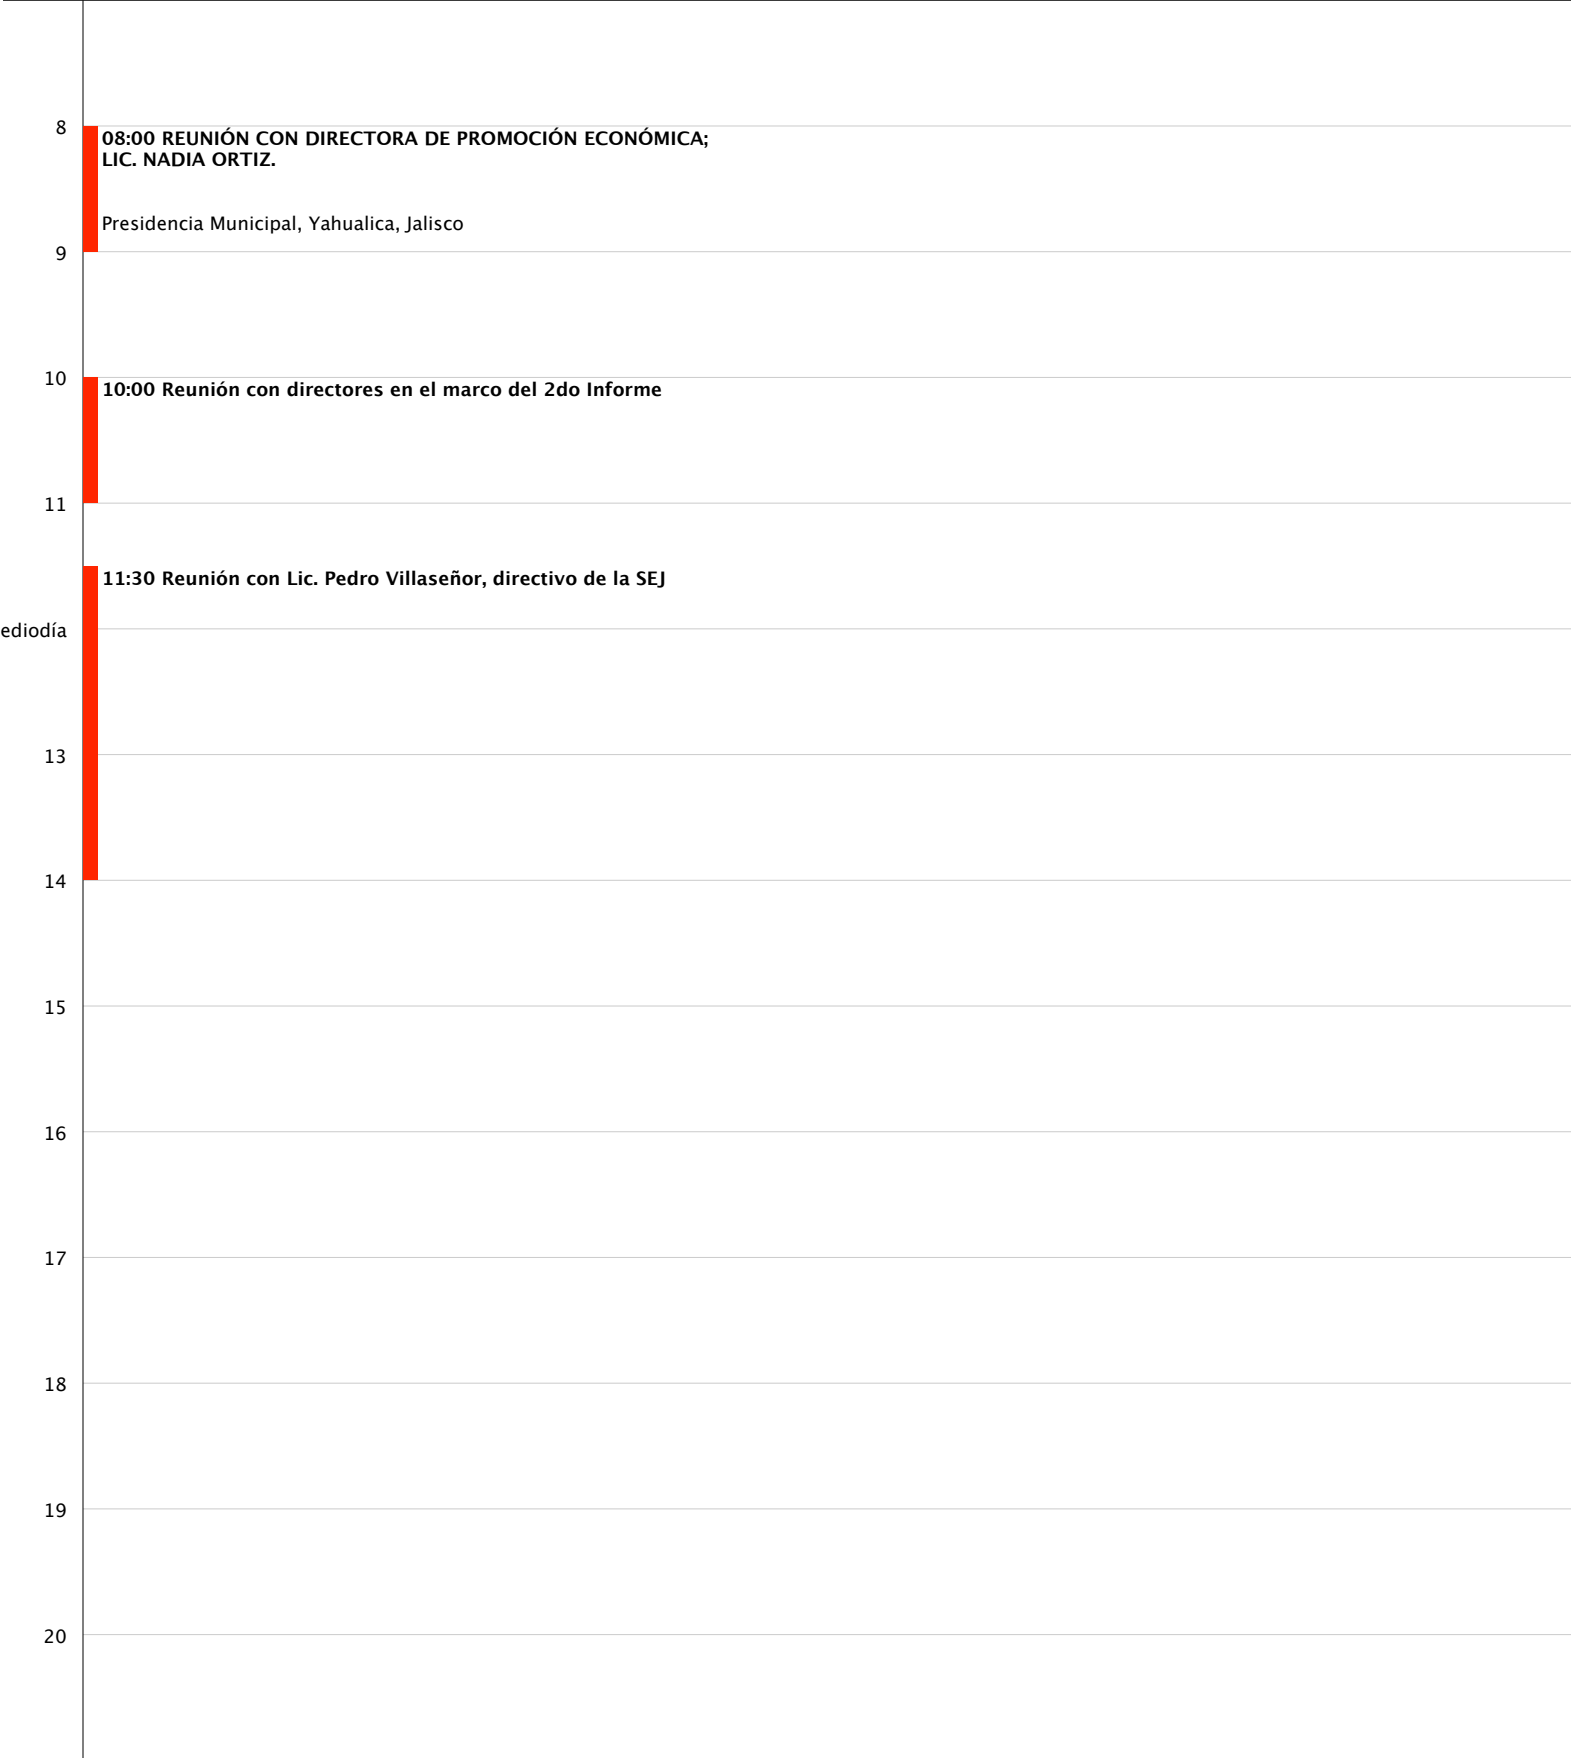 8
08:00 REUNIÓN CON DIRECTORA DE PROMOCIÓN ECONÓMICA;
LIC. NADIA ORTIZ.
Presidencia Municipal, Yahualica, Jalisco
9
10
10:00 Reunión con directores en el marco del 2do Informe
11
11:30 Reunión con Lic. Pedro Villaseñor, directivo de la SEJ
ediodía
13
14
15
16
17
18
19
20